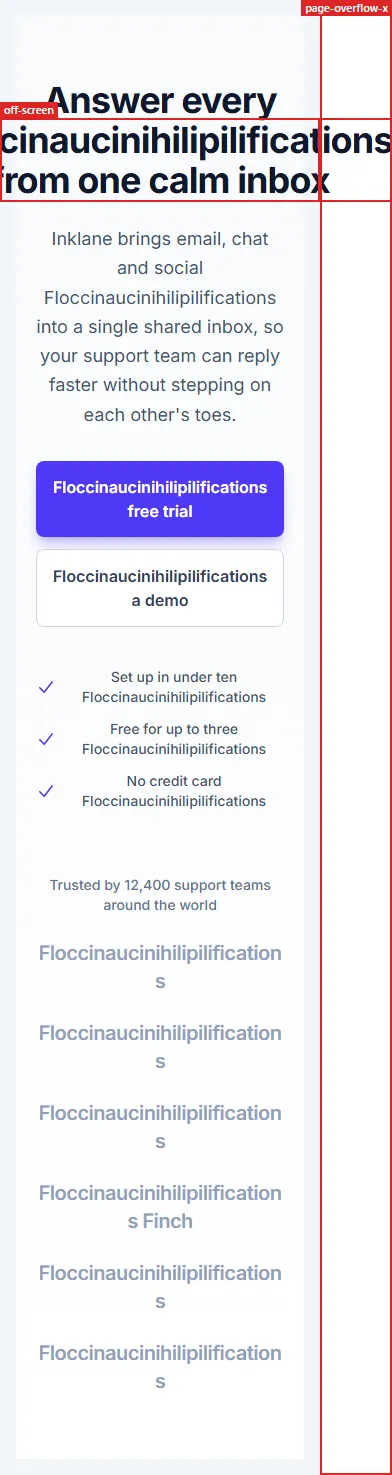 page-overflow-x
Answer every
off-screen
cinaucinihilipilifications
from one calm inbox
Inklane brings email, chat
and social
Floccinaucinihilipilifications
into a single shared inbox, so
your support team can reply
faster without stepping on
each other's toes.
Floccinaucinihilipilifications
free trial
Floccinaucinihilipilifications
a demo
Set up in under ten
Floccinaucinihilipilifications
Free for up to three
Floccinaucinihilipilifications
No credit card
Floccinaucinihilipilifications
Trusted by 12,400 support teams
around the world
Floccinaucinihilipilification
s
Floccinaucinihilipilification
s
Floccinaucinihilipilification
s
Floccinaucinihilipilification
s Finch
Floccinaucinihilipilification
s
Floccinaucinihilipilification
s